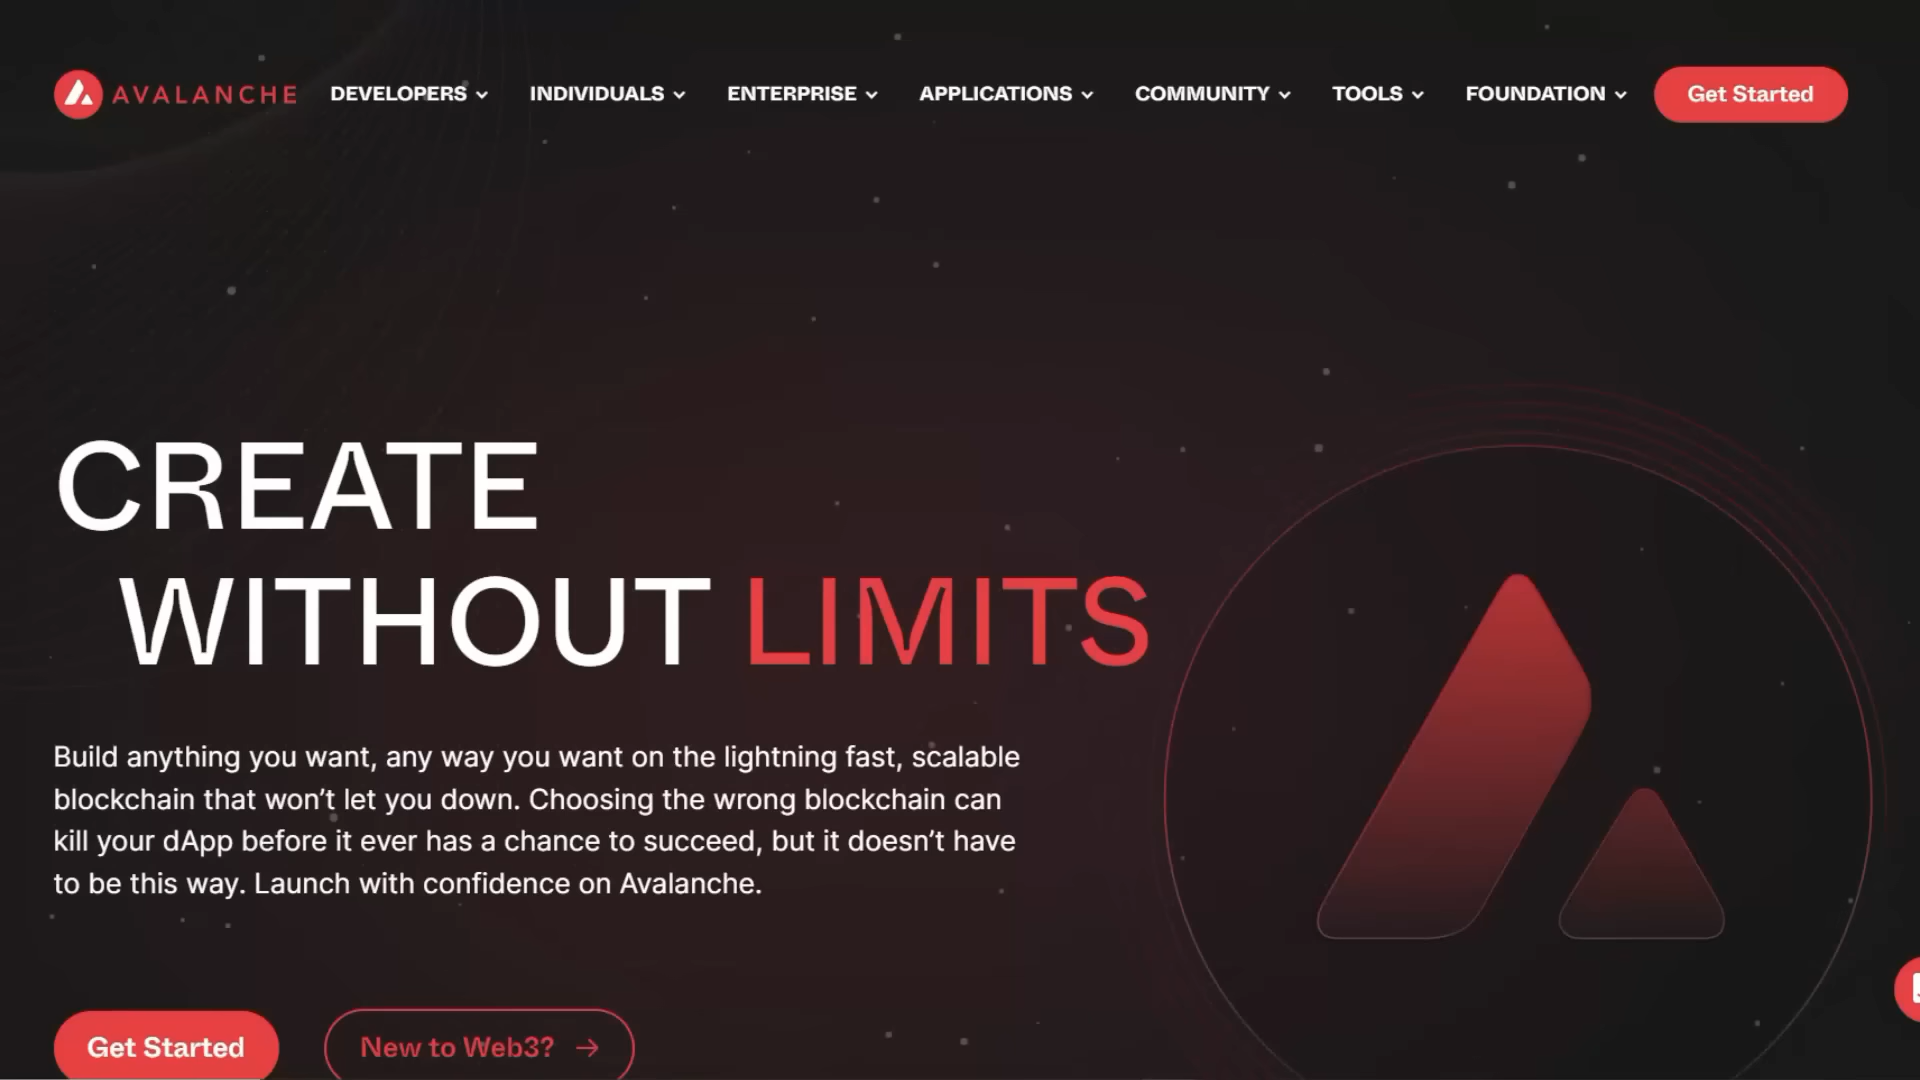 AVALANCHE
DEVELOPERS INDIVIDUALS ENTERPRISE APPLICATIONS COMMUNITY TOOLS FOUNDATION Get Started
CREATE
WITHOUT LIMITS
Build anything you want, any way you want on the lightning fast, scalable
blockchain that won’t let you down. Choosing the wrong blockchain can
kill your dApp before it ever has a chance to succeed, but it doesn’t have
to be this way. Launch with confidence on Avalanche.
Get Started New to Web3? →